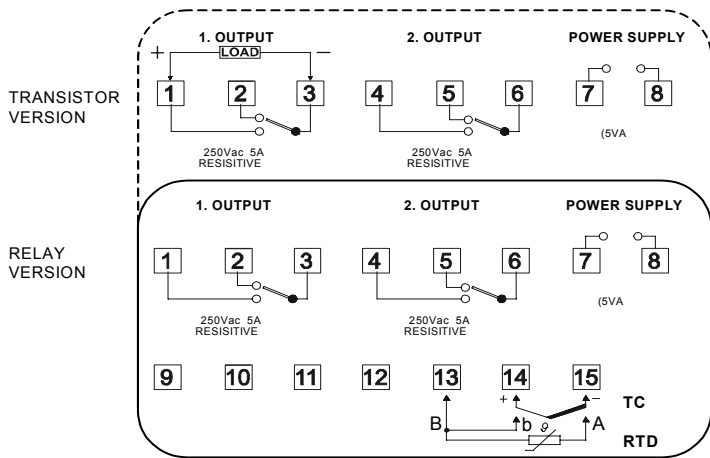 1. OUTPUT 2. OUTPUT POWER SUPPLY
+ LOAD −
1 2 3 4 5 6 7 8
TRANSISTOR
VERSION
250Vac 5A 250Vac 5A (5VA
RESISITIVE RESISITIVE
1. OUTPUT 2. OUTPUT POWER SUPPLY
RELAY
VERSION
1 2 3 4 5 6 7 8
250Vac 5A 250Vac 5A (5VA
RESISITIVE RESISITIVE
9 10 11 12 13 14 15
+ − TC
B b ϑ A
RTD